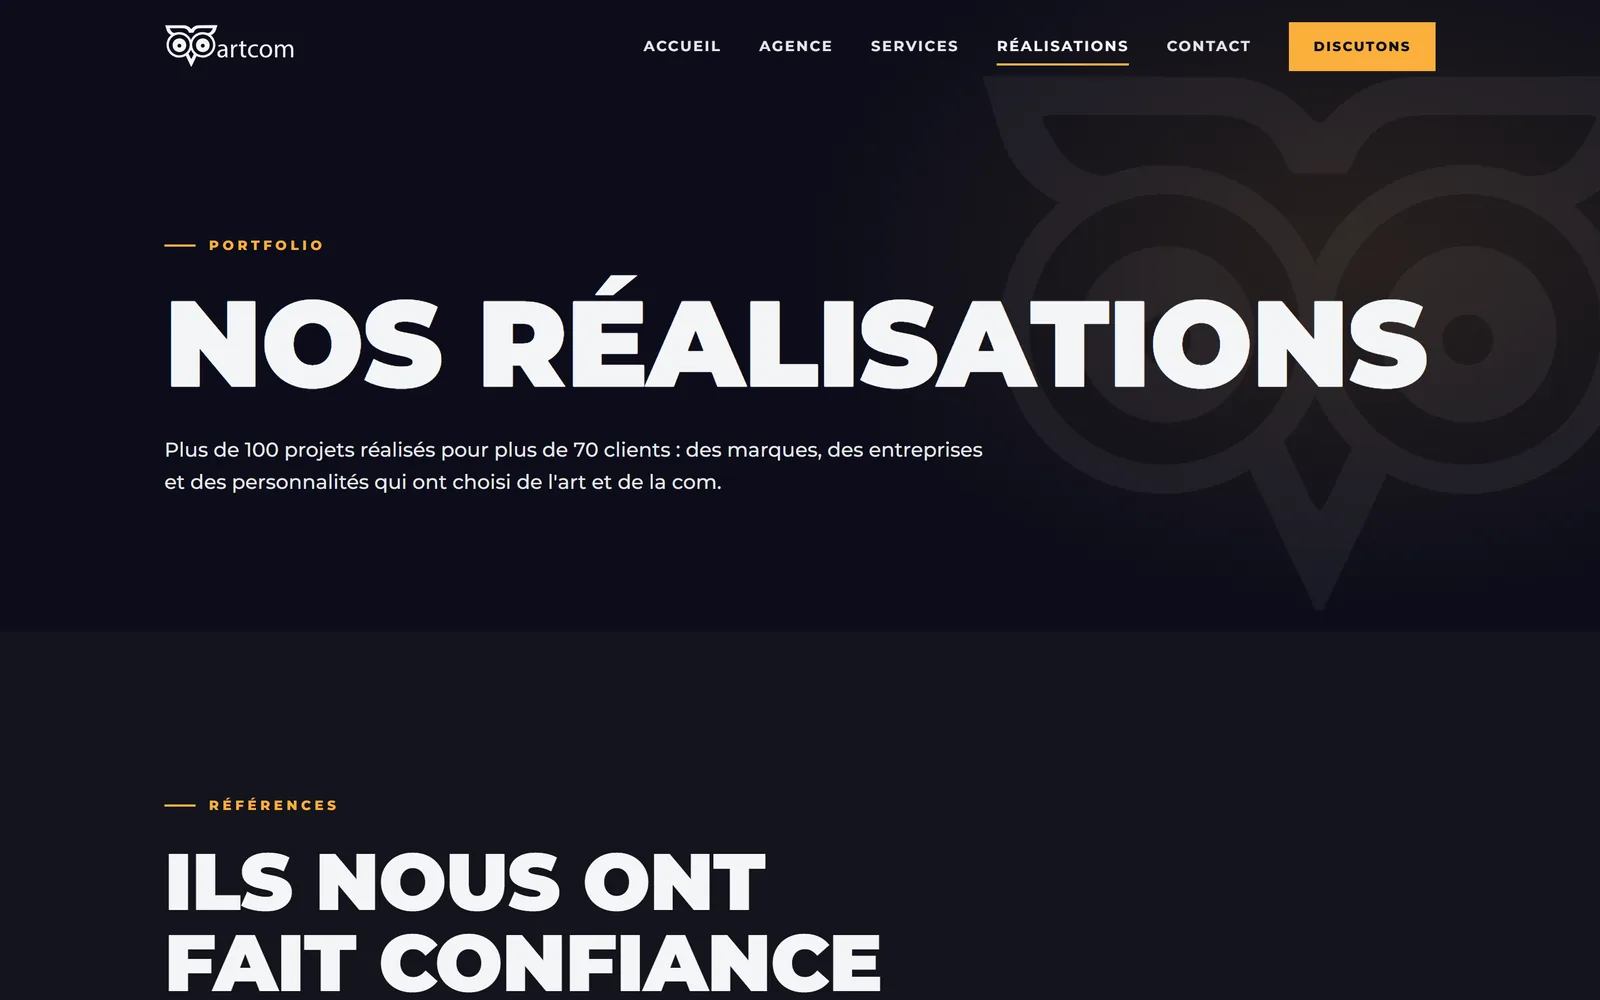 artcom
ACCUEIL
AGENCE
SERVICES
RÉALISATIONS
CONTACT
DISCUTONS
PORTFOLIO
NOS RÉALISATIONS
Plus de 100 projets réalisés pour plus de 70 clients : des marques, des entreprises
et des personnalités qui ont choisi de l'art et de la com.
RÉFÉRENCES
ILS NOUS ONT
FAIT CONFIANCE